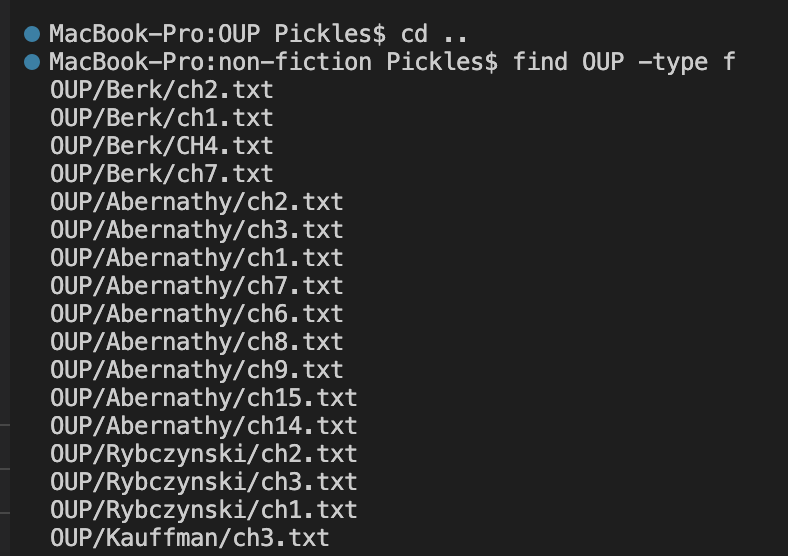 MacBook-Pro:OUP Pickles$ cd ..
MacBook-Pro:non-fiction Pickles$ find OUP -type f
OUP/Berk/ch2.txt
OUP/Berk/ch1.txt
OUP/Berk/CH4.txt
OUP/Berk/ch7.txt
OUP/Abernathy/ch2.txt
OUP/Abernathy/ch3.txt
OUP/Abernathy/ch1.txt
OUP/Abernathy/ch7.txt
OUP/Abernathy/ch6.txt
OUP/Abernathy/ch8.txt
OUP/Abernathy/ch9.txt
OUP/Abernathy/ch15.txt
OUP/Abernathy/ch14.txt
OUP/Rybczynski/ch2.txt
OUP/Rybczynski/ch3.txt
OUP/Rybczynski/ch1.txt
OUP/Kauffman/ch3.txt